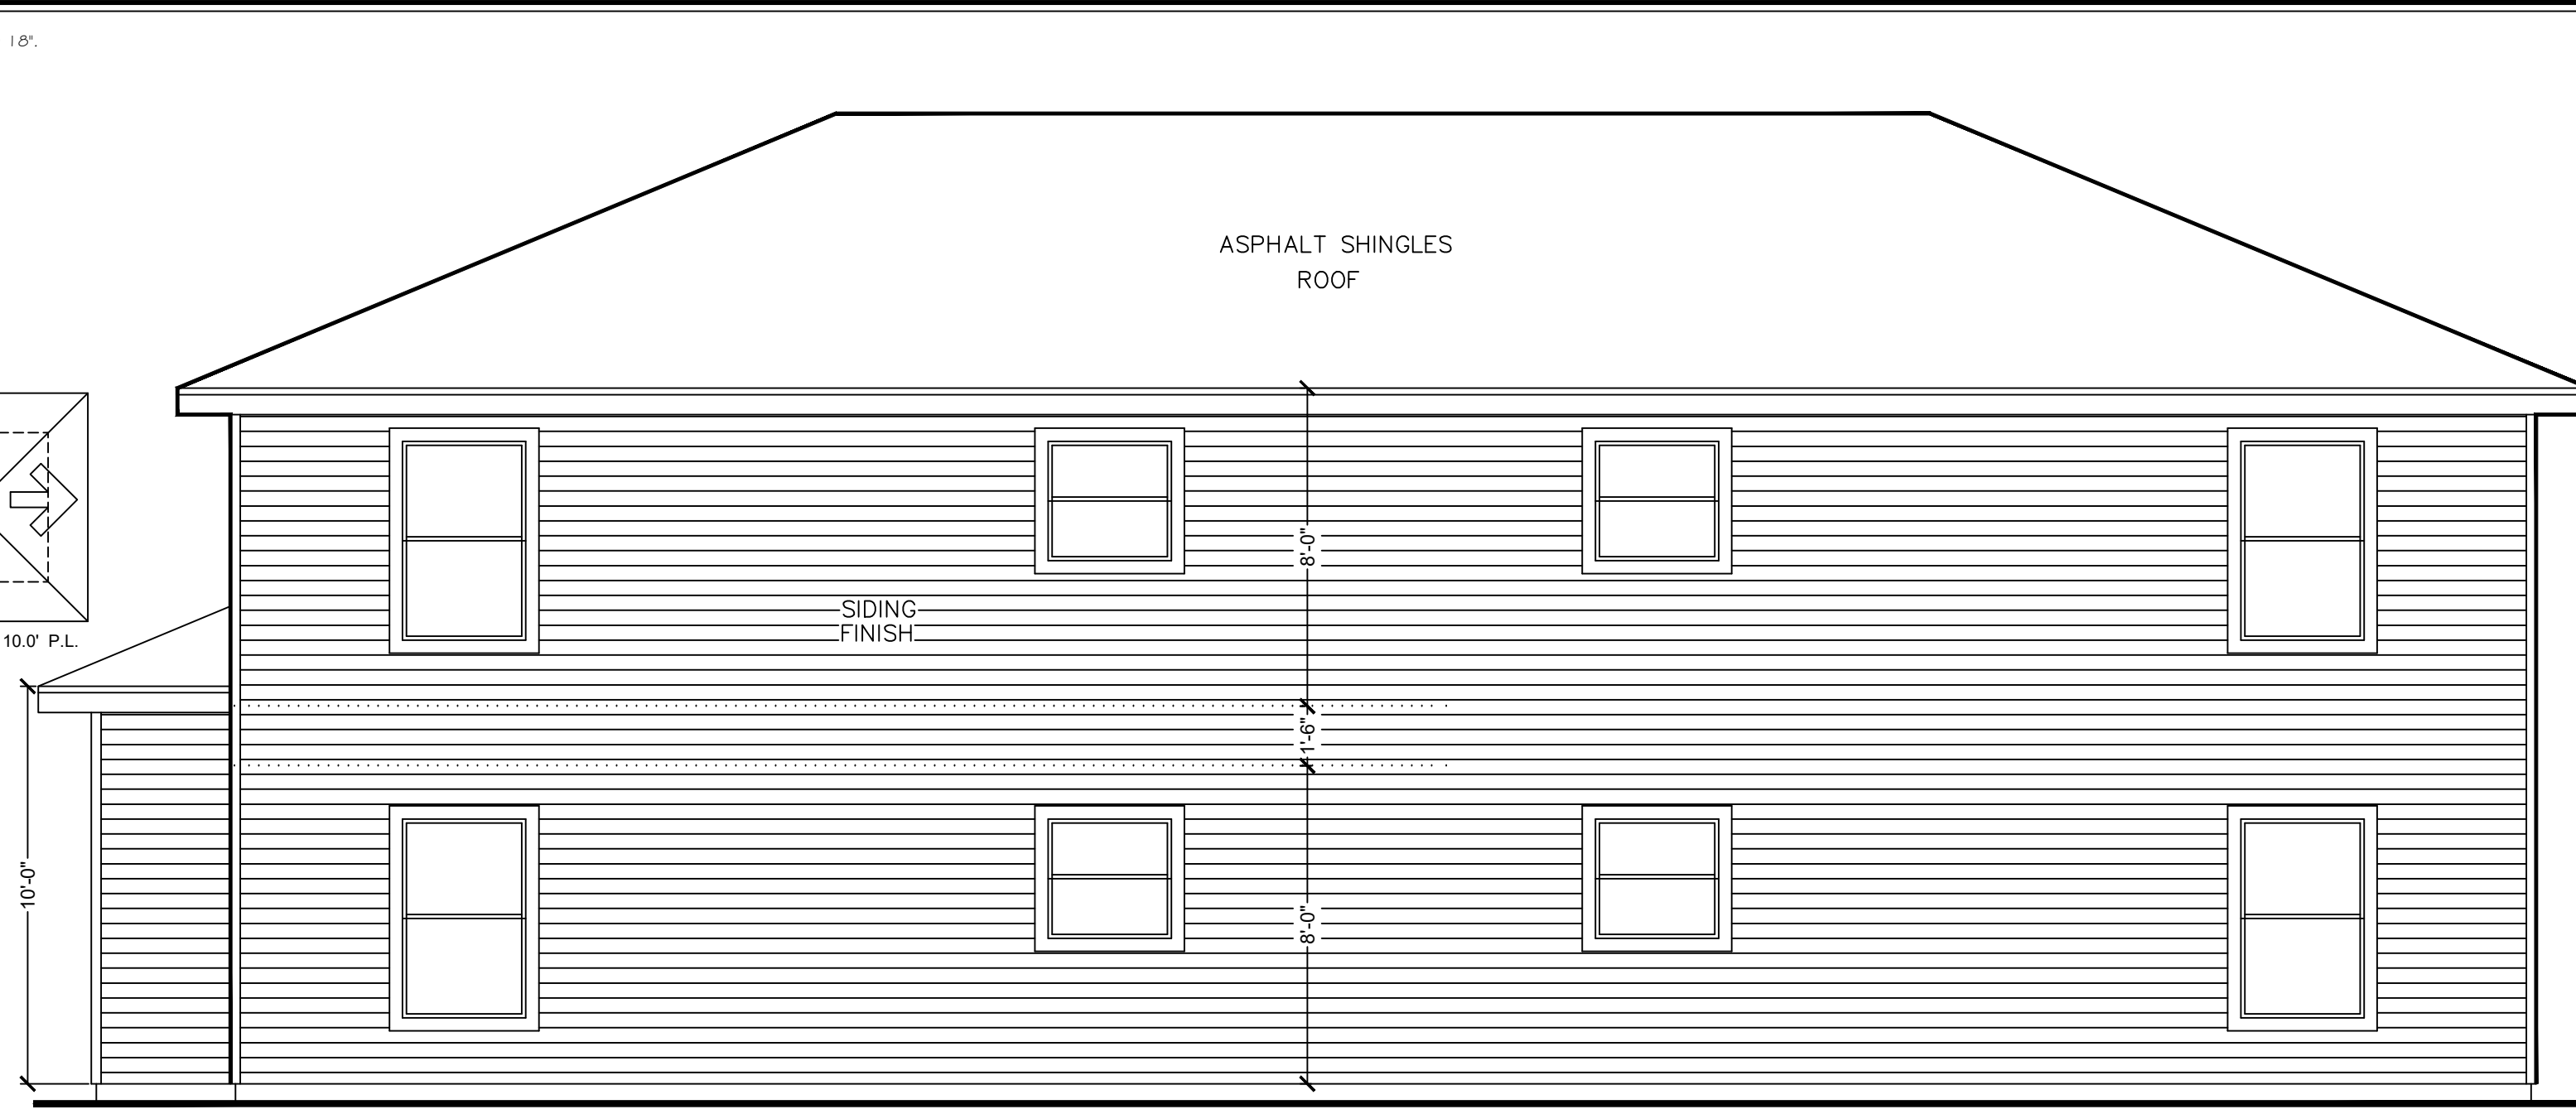 18".
ASPHALT SHINGLES
ROOF
8'-0"
SIDING
FINISH
10.0' P.L.
1'-6"
10'-0"
8'-0"